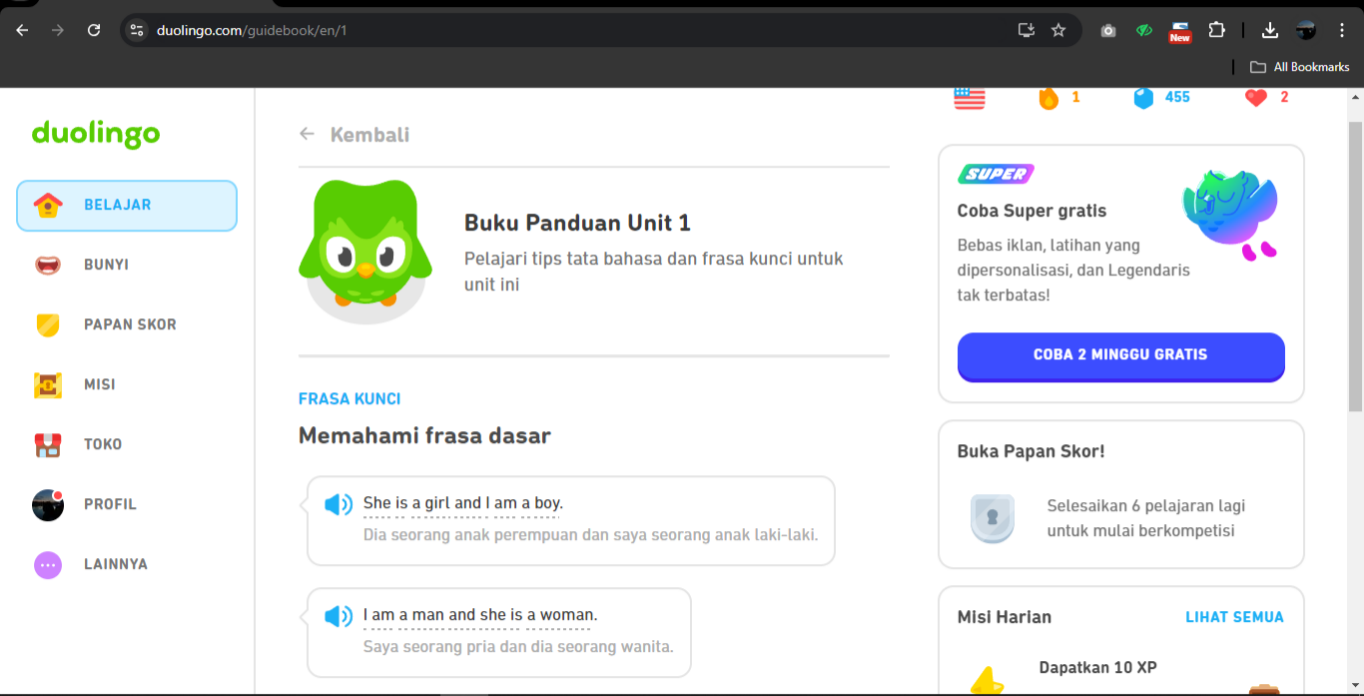 duolingo.com/guidebook/en/1
New
All Bookmarks
duolingo
BELAJAR
BUNYI
PAPAN SKOR
MISI
TOKO
PROFIL
LAINNYA
Kembali
Buku Panduan Unit 1
Pelajari tips tata bahasa dan frasa kunci untuk
unit ini
FRASA KUNCI
Memahami frasa dasar
She is a girl and I am a boy.
Dia seorang anak perempuan dan saya seorang anak laki-laki.
I am a man and she is a woman.
Saya seorang pria dan dia seorang wanita.
1
455
2
SUPER
Coba Super gratis
Bebas iklan, latihan yang
dipersonalisasi, dan Legendaris
tak terbatas!
COBA 2 MINGGU GRATIS
Buka Papan Skor!
Selesaikan 6 pelajaran lagi
untuk mulai berkompetisi
Misi Harian
LIHAT SEMUA
Dapatkan 10 XP